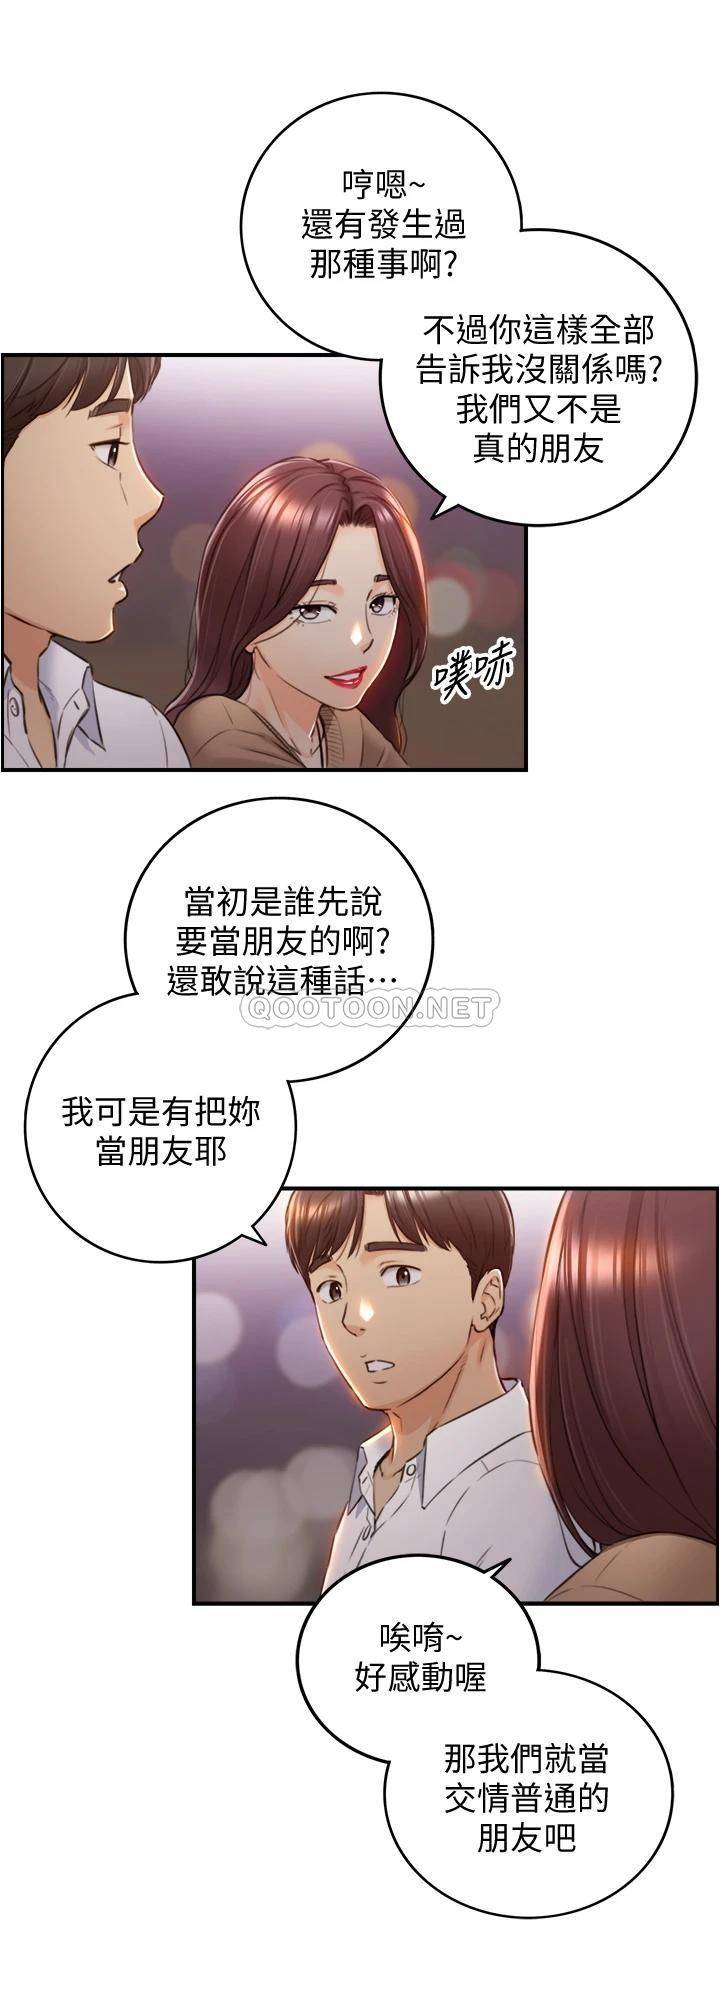 哼嗯~
還有發生過
那種事啊?
不過你這樣全部
告訴我沒關係嗎?
我們又不是
真的朋友
噗哧
當初是誰先說
要當朋友的啊?
還敢說這種話…
QOOTOON.NET
我可是有把妳
當朋友耶
唉唷~
好感動喔
那我們就當
交情普通的
朋友吧